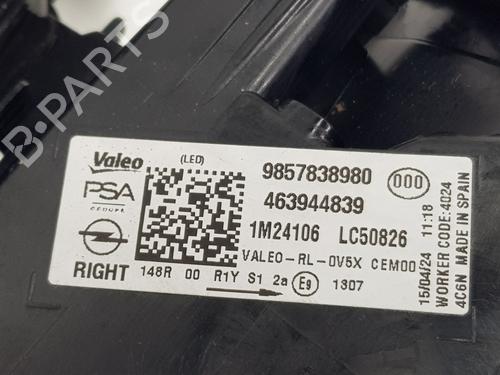 B-PARTS
Valeo
(LED)
9857838980
000
PSA
GROUPE
463944839
1M24106 LC50826
VALEO-RL-0V5X CEM00
RIGHT
148R 00 R1Y S1 2a E9 1307
15/04/24 11:18
WORKER CODE:4024
4C6N MADE IN SPAIN